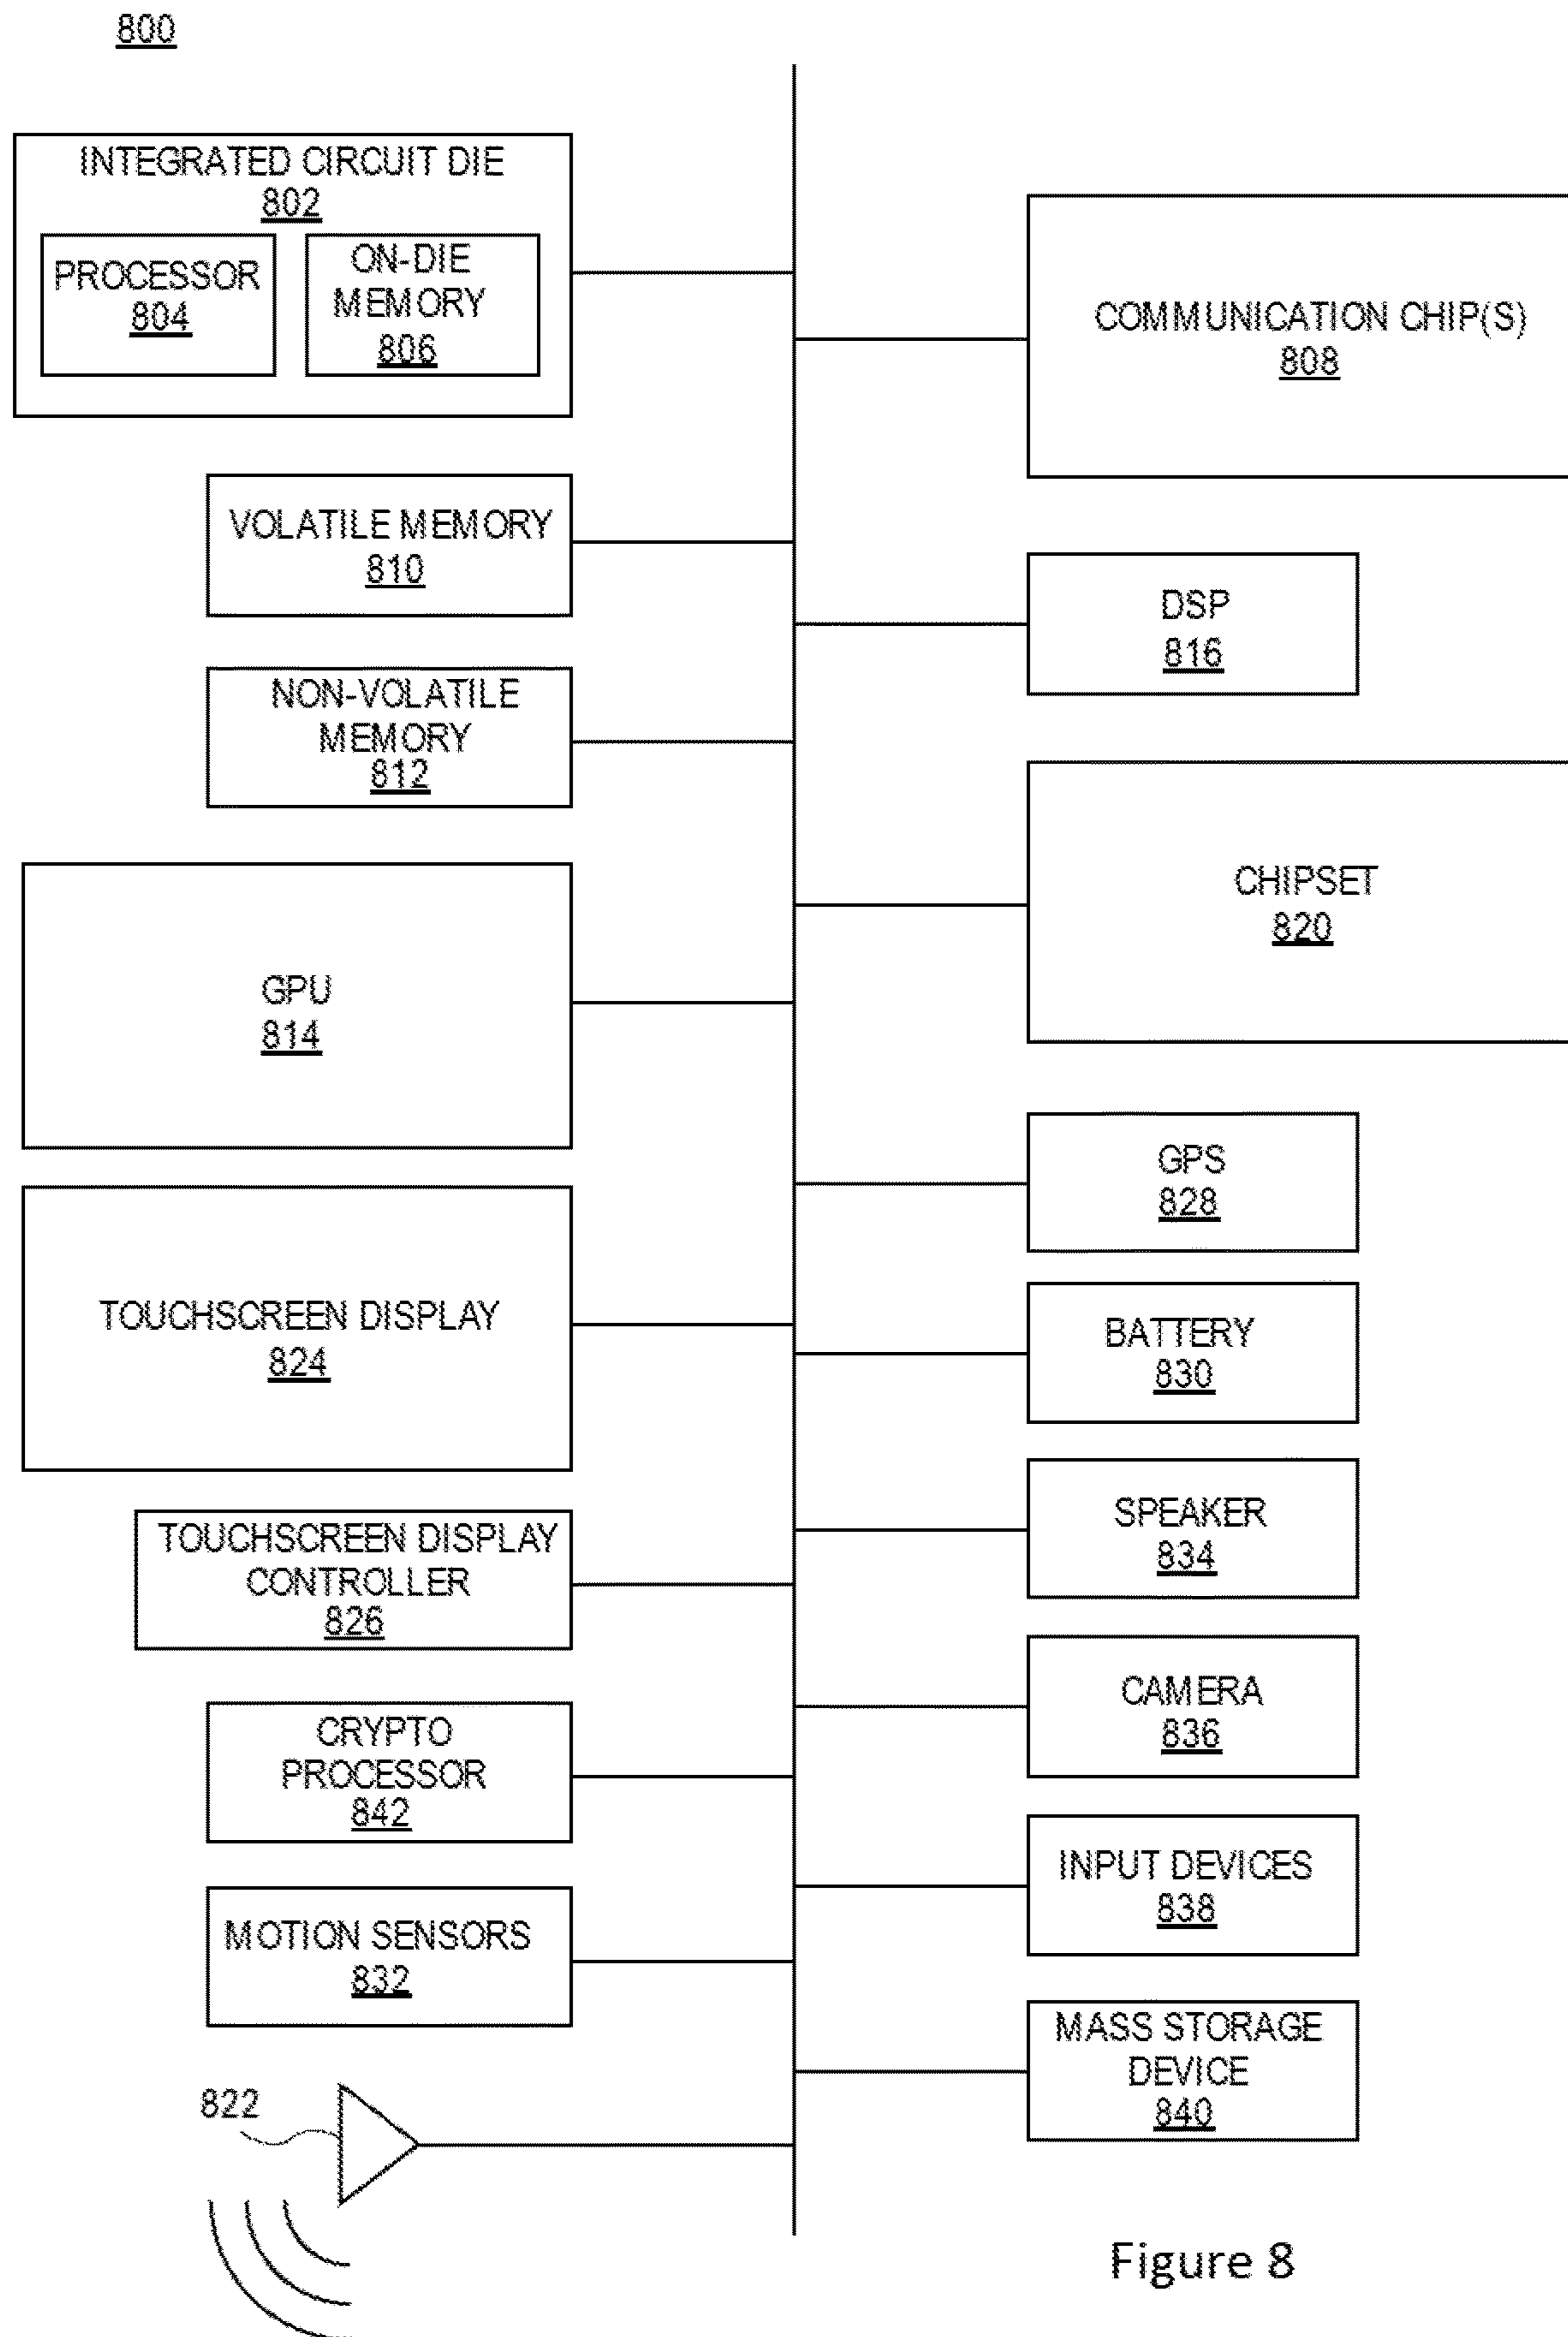 800
INTEGRATED CIRCUIT DIE
802
PROCESSOR
804
ON-DIE
MEMORY
806
VOLATILE MEMORY
810
NON-VOLATILE
MEMORY
812
GPU
814
TOUCHSCREEN DISPLAY
824
TOUCHSCREEN DISPLAY
CONTROLLER
826
CRYPTO
PROCESSOR
842
MOTION SENSORS
832
822
COMMUNICATION CHIP(S)
808
DSP
816
CHIPSET
820
GPS
828
BATTERY
830
SPEAKER
834
CAMERA
836
INPUT DEVICES
838
MASS STORAGE
DEVICE
840
Figure 8